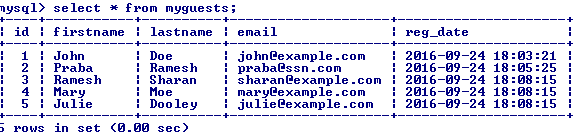 mysql> select * from myguests;
| id | firstname | lastname | email | reg_date |
| 1 | John | Doe | john@example.com | 2016-09-24 18:03:21 |
| 2 | Praba | Ramesh | praba@ssn.com | 2016-09-24 18:05:25 |
| 3 | Ramesh | Sharan | sharan@example.com | 2016-09-24 18:08:15 |
| 4 | Mary | Moe | mary@example.com | 2016-09-24 18:08:15 |
| 5 | Julie | Dooley | julie@example.com | 2016-09-24 18:08:15 |
5 rows in set (0.00 sec)